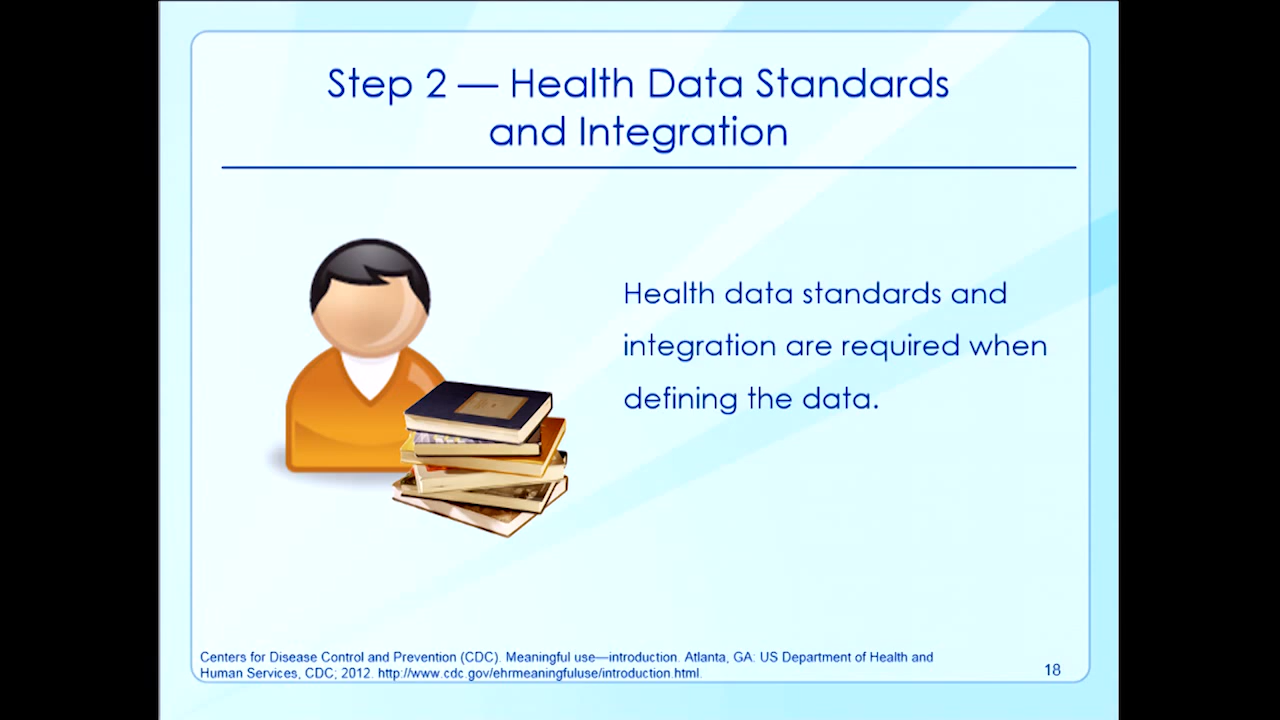 Step 2 — Health Data Standards
and Integration
Health data standards and
integration are required when
defining the data.
Centers for Disease Control and Prevention (CDC). Meaningful use—introduction. Atlanta, GA: US Department of Health and
Human Services, CDC; 2012. http://www.cdc.gov/ehrmeaningfuluse/introduction.html.
18